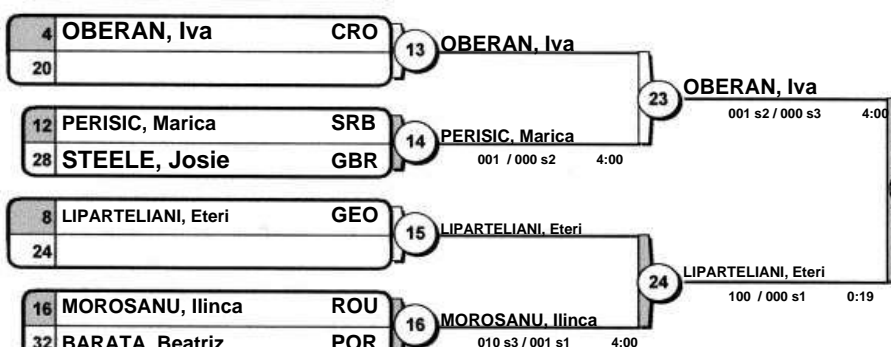 4 OBERAN, Iva CRO
20
13 OBERAN, Iva
12 PERISIC, Marica SRB
28 STEELE, Josie GBR
14 PERISIC, Marica
001 / 000 s2 4:00
23 OBERAN, Iva
001 s2 / 000 s3 4:00
8 LIPARTELIANI, Eteri GEO
24
15 LIPARTELIANI, Eteri
16 MOROSANU, Ilinca ROU
32 BARATA, Beatriz POR
16 MOROSANU, Ilinca
010 s3 / 001 s1 4:00
24 LIPARTELIANI, Eteri
100 / 000 s1 0:19